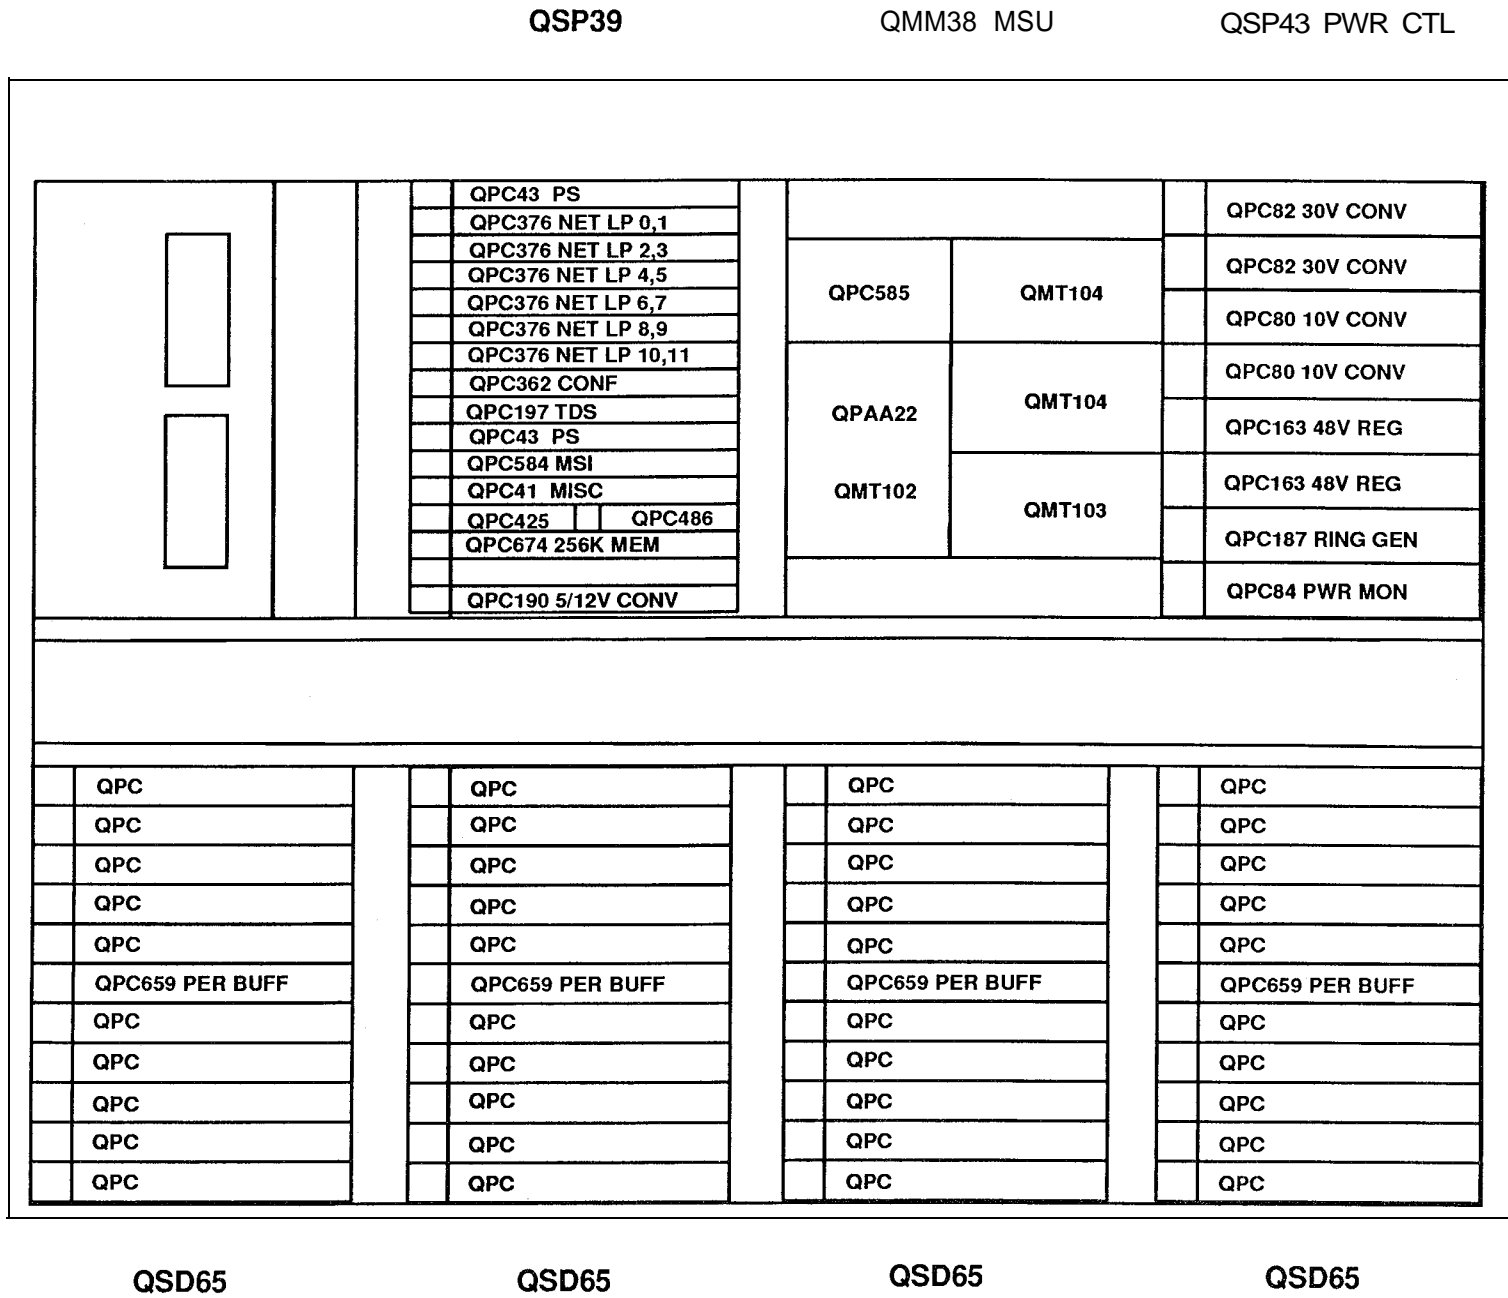 QSP39
QMM38 MSU
QSP43 PWR CTL
QPC43 PS
QPC376 NET LP 0,1
QPC376 NET LP 2,3
QPC376 NET LP 4,5
QPC376 NET LP 6,7
QPC376 NET LP 8,9
QPC376 NET LP 10,11
QPC362 CONF
QPC197 TDS
QPC43 PS
QPC584 MSI
QPC41 MISC
QPC425 QPC486
QPC674 256K MEM
QPC190 5/12V CONV
QPC585
QMT104
QPAA22
QMT102
QMT104
QMT103
QPC82 30V CONV
QPC82 30V CONV
QPC80 10V CONV
QPC80 10V CONV
QPC163 48V REG
QPC163 48V REG
QPC187 RING GEN
QPC84 PWR MON
QPC
QPC
QPC
QPC
QPC
QPC659 PER BUFF
QPC
QPC
QPC
QPC
QPC
QPC
QPC
QPC
QPC
QPC
QPC659 PER BUFF
QPC
QPC
QPC
QPC
QPC
QPC
QPC
QPC
QPC
QPC
QPC659 PER BUFF
QPC
QPC
QPC
QPC
QPC
QPC
QPC
QPC
QPC
QPC
QPC659 PER BUFF
QPC
QPC
QPC
QPC
QPC
QSD65
QSD65
QSD65
QSD65